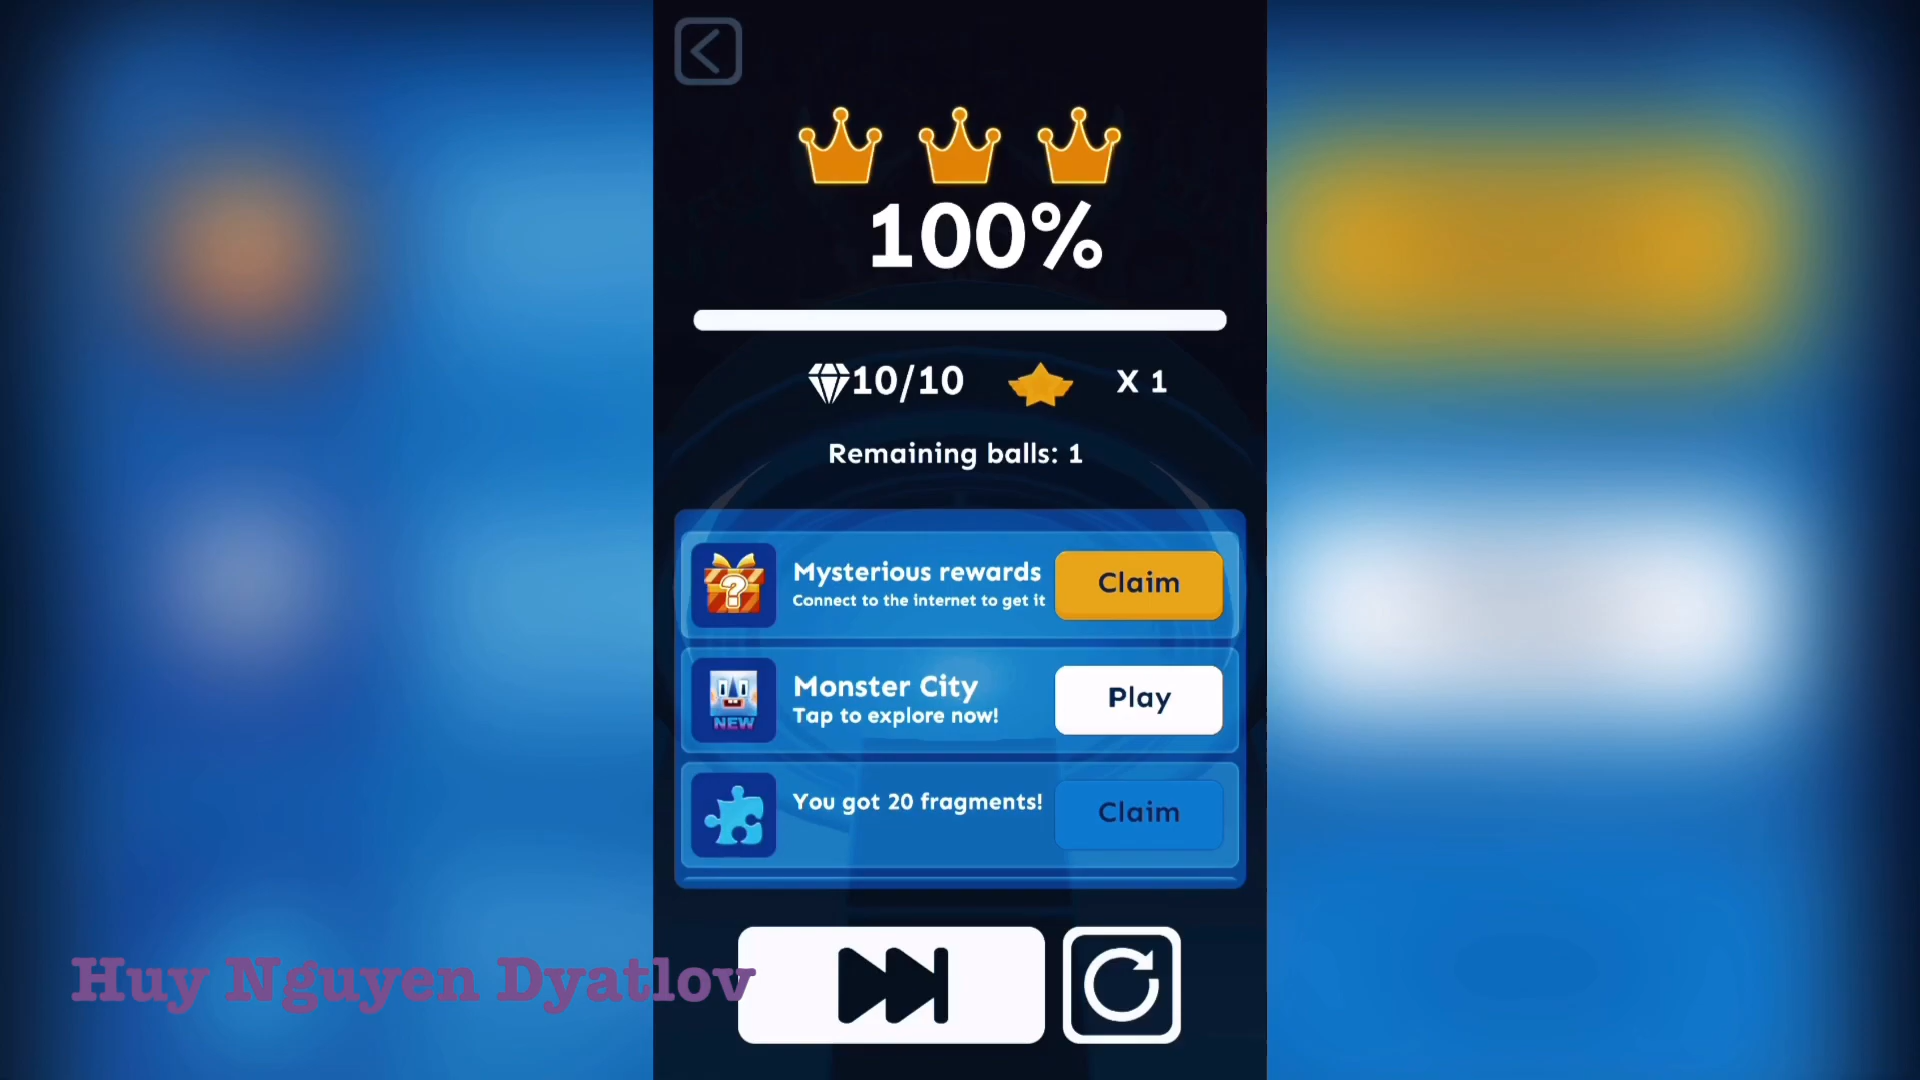 100%
10/10
X 1
Remaining balls: 1
Mysterious rewards
Connect to the internet to get it
Claim
NEW
Monster City
Tap to explore now!
Play
You got 20 fragments!
Claim
Huy Nguyen Dyatlov